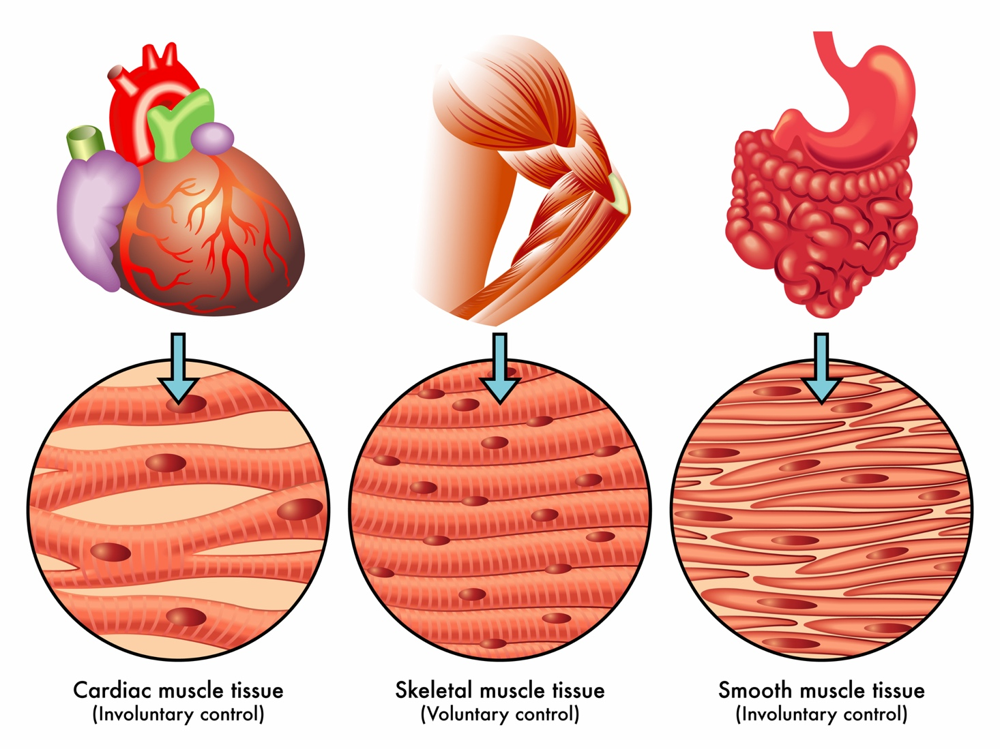 Cardiac muscle tissue
(Involuntary control)
Skeletal muscle tissue
(Voluntary control)
Smooth muscle tissue
(Involuntary control)